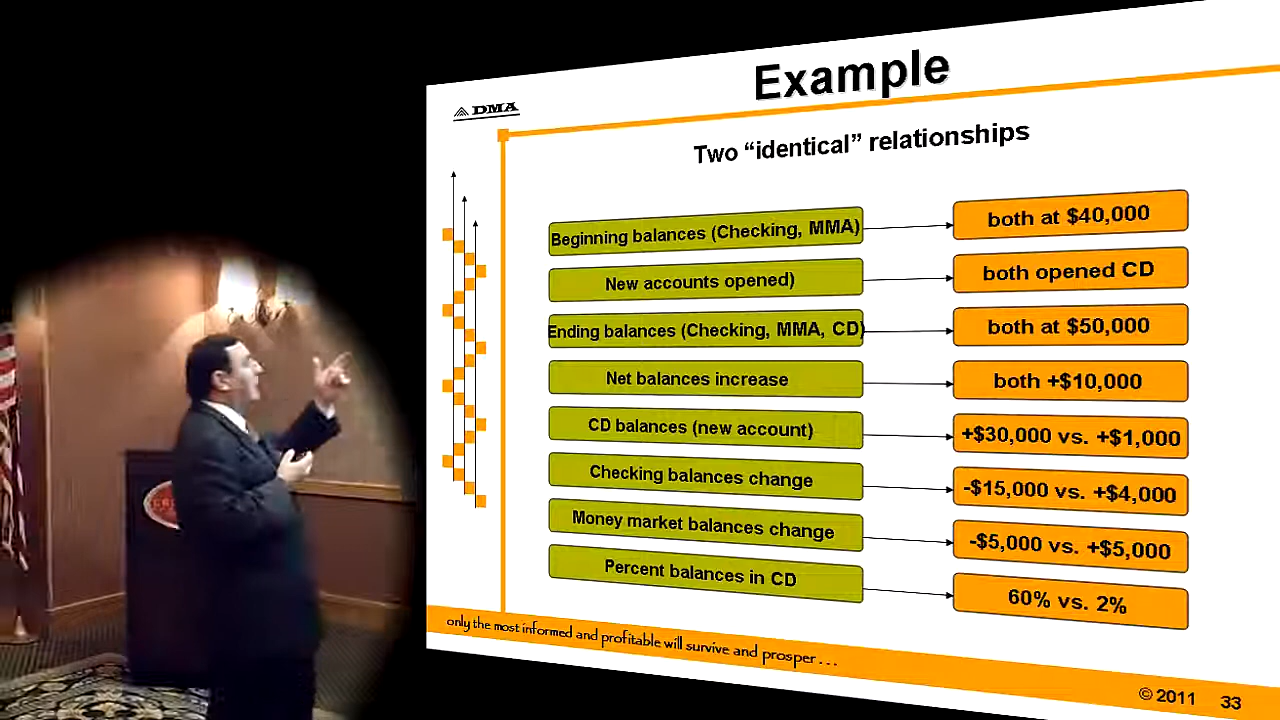 Example
DMA
Two “identical” relationships
Beginning balances (Checking, MMA)
both at $40,000
New accounts opened)
both opened CD
Ending balances (Checking, MMA, CD)
both at $50,000
Net balances increase
both +$10,000
CD balances (new account)
+$30,000 vs. +$1,000
Checking balances change
-$15,000 vs. +$4,000
Money market balances change
-$5,000 vs. +$5,000
Percent balances in CD
60% vs. 2%
only the most informed and profitable will survive and prosper . . .
© 2011 33